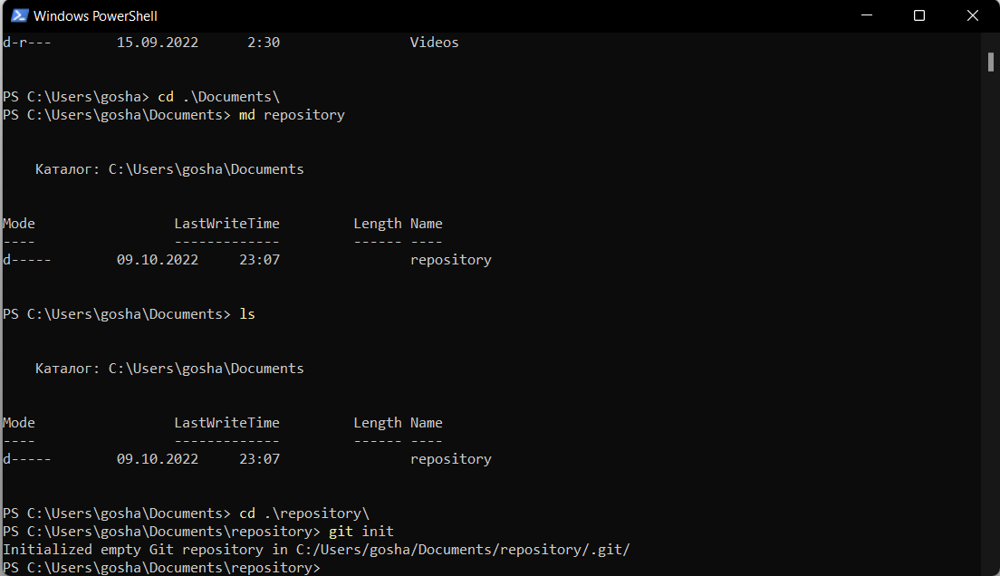 Windows PowerShell
d-r---        15.09.2022      2:30                Videos
PS C:\Users\gosha> cd .\Documents\
PS C:\Users\gosha\Documents> md repository
    Каталог: C:\Users\gosha\Documents
Mode                 LastWriteTime         Length Name
----                 -------------         ------ ----
d-----        09.10.2022     23:07                repository
PS C:\Users\gosha\Documents> ls
    Каталог: C:\Users\gosha\Documents
Mode                 LastWriteTime         Length Name
----                 -------------         ------ ----
d-----        09.10.2022     23:07                repository
PS C:\Users\gosha\Documents> cd .\repository\
PS C:\Users\gosha\Documents\repository> git init
Initialized empty Git repository in C:/Users/gosha/Documents/repository/.git/
PS C:\Users\gosha\Documents\repository>